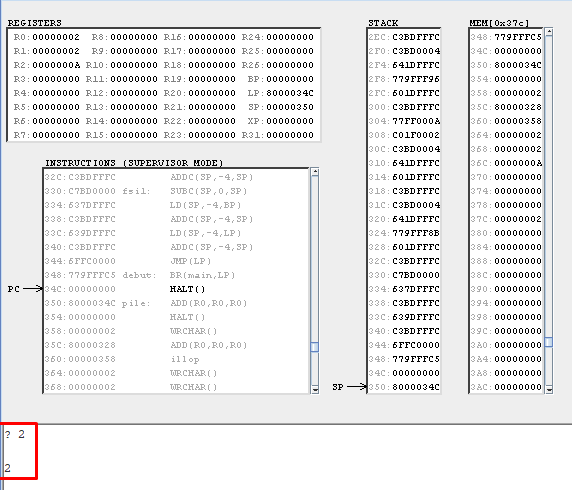 REGISTERS
R0:00000002 R8:00000000 R16:00000000 R24:00000000
R1:00000002 R9:00000000 R17:00000000 R25:00000000
R2:0000000A R10:00000000 R18:00000000 R26:00000000
R3:00000000 R11:00000000 R19:00000000 BP:00000000
R4:00000000 R12:00000000 R20:00000000 LP:8000034C
R5:00000000 R13:00000000 R21:00000000 SP:00000350
R6:00000000 R14:00000000 R22:00000000 XP:00000000
R7:00000000 R15:00000000 R23:00000000 R31:00000000
INSTRUCTIONS (SUPERVISOR MODE)
32C:C3BDFFFC ADDC(SP,-4,SP)
330:C7BD0000 fsil: SUBC(SP,0,SP)
334:637DFFFC LD(SP,-4,BP)
338:C3BDFFFC ADDC(SP,-4,SP)
33C:639DFFFC LD(SP,-4,LP)
340:C3BDFFFC ADDC(SP,-4,SP)
344:6FFC0000 JMP(LP)
348:779FFFC5 debut: BR(main,LP)
PC
34C:00000000 HALT()
350:8000034C pile: ADD(R0,R0,R0)
354:00000000 HALT()
358:00000002 WRCHAR()
35C:80000328 ADD(R0,R0,R0)
360:00000358 illop
364:00000002 WRCHAR()
368:00000002 WRCHAR()
STACK
2EC:C3BDFFFC
2F0:C3BD0004
2F4:641DFFFC
2F8:779FFF96
2FC:601DFFFC
300:C3BDFFFC
304:77FF000A
308:C01F0002
30C:C3BD0004
310:641DFFFC
314:601DFFFC
318:C3BDFFFC
31C:C3BD0004
320:641DFFFC
324:779FFF8B
328:601DFFFC
32C:C3BDFFFC
330:C7BD0000
334:637DFFFC
338:C3BDFFFC
33C:639DFFFC
340:C3BDFFFC
344:6FFC0000
348:779FFFC5
34C:00000000
SP
350:8000034C
MEM[0x37c]
348:779FFFC5
34C:00000000
350:8000034C
354:00000000
358:00000002
35C:80000328
360:00000358
364:00000002
368:00000002
36C:0000000A
370:00000000
374:00000000
378:00000000
37C:00000002
380:00000000
384:00000000
388:00000000
38C:00000000
390:00000000
394:00000000
398:00000000
39C:00000000
3A0:00000000
3A4:00000000
3A8:00000000
3AC:00000000
? 2
2